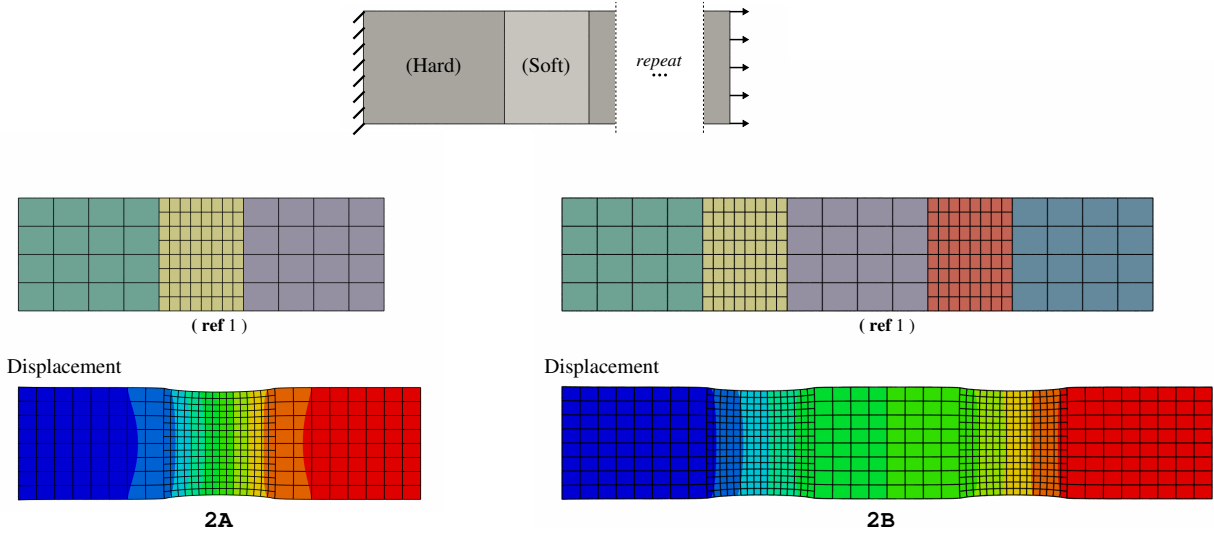 (Hard)
(Soft)
repeat
...
( ref 1 )
( ref 1 )
Displacement
Displacement
2A
2B